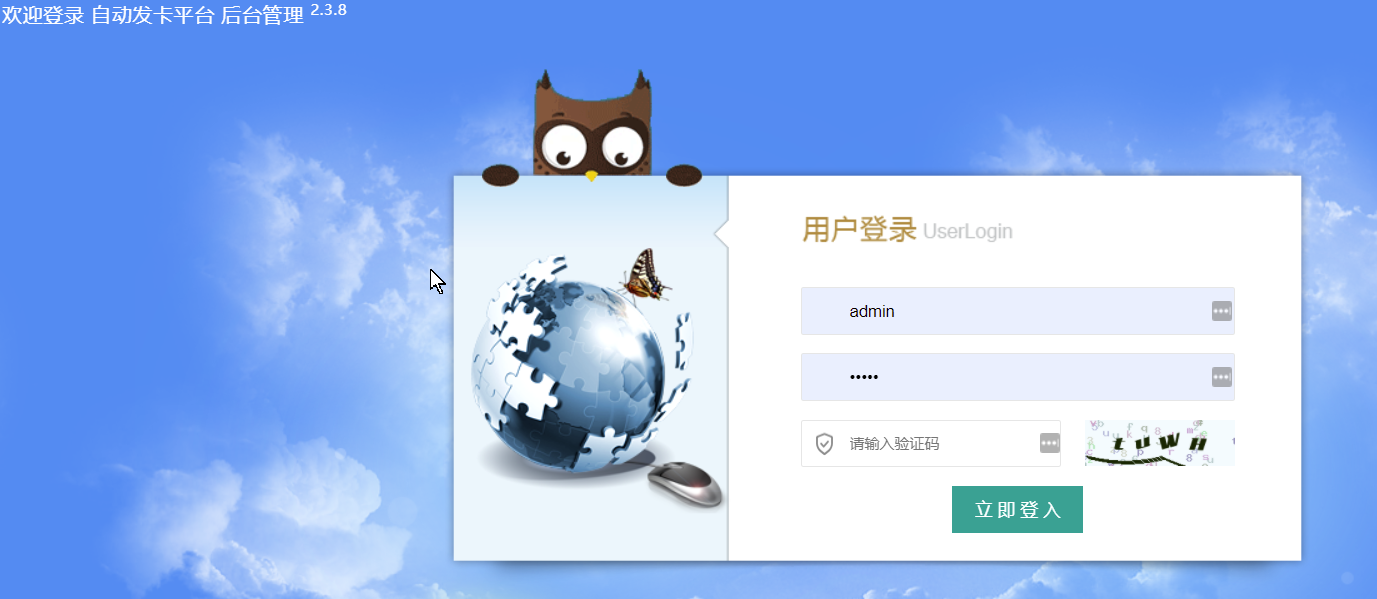 欢迎登录 自动发卡平台 后台管理 2.3.8
用户登录 UserLogin
admin
•••••
请输入验证码
立即登入